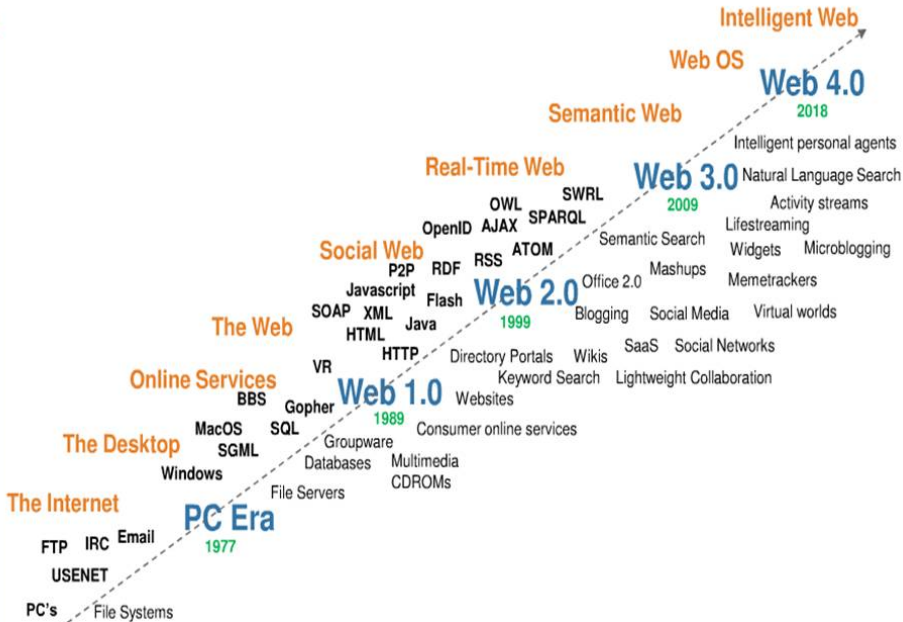 Intelligent Web
Web OS
Web 4.0
2018
Semantic Web
Intelligent personal agents
Real-Time Web
Web 3.0
Natural Language Search
2009
SWRL
OWL
Activity streams
SPARQL
OpenID
AJAX
Lifestreaming
Semantic Search
Social Web
ATOM
Widgets
Microblogging
RSS
P2P
RDF
Mashups
Office 2.0
Memetrackers
Javascript
Flash
Web 2.0
1999
SOAP
XML
Blogging
Social Media
Virtual worlds
The Web
Java
HTML
SaaS
Social Networks
HTTP
Directory Portals
Wikis
VR
Keyword Search
Lightweight Collaboration
Online Services
Web 1.0
1989
Websites
BBS
Gopher
MacOS
SQL
Consumer online services
The Desktop
Groupware
SGML
Databases
Multimedia
CDROMs
Windows
File Servers
The Internet
PC Era
1977
FTP
IRC
Email
USENET
PC's
File Systems